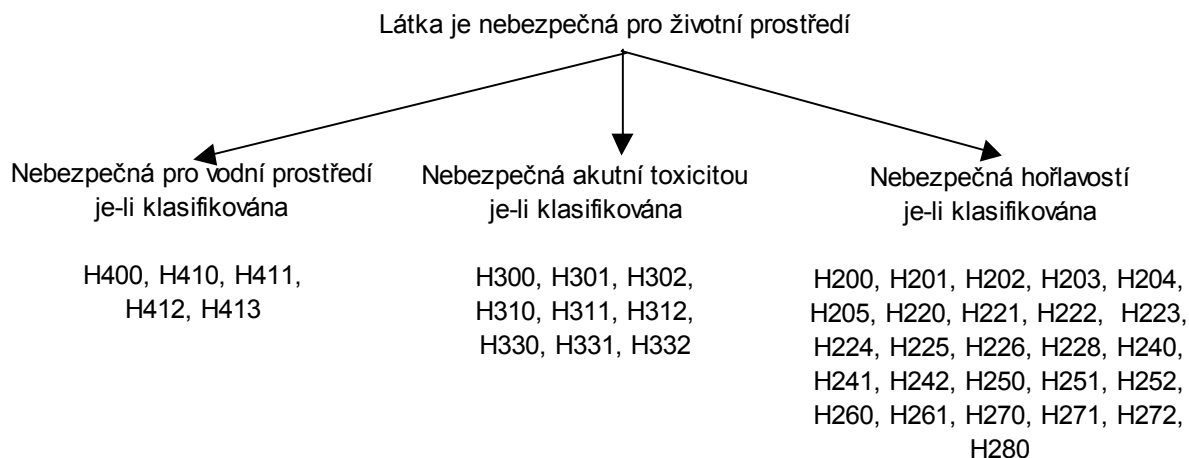 Látka je nebezpečná pro životní prostředí
Nebezpečná pro vodní prostředí
je-li klasifikována
H400, H410, H411,
H412, H413
Nebezpečná akutní toxicitou
je-li klasifikována
H300, H301, H302,
H310, H311, H312,
H330, H331, H332
Nebezpečná hořlavostí
je-li klasifikována
H200, H201, H202, H203, H204,
H205, H220, H221, H222, H223,
H224, H225, H226, H228, H240,
H241, H242, H250, H251, H252,
H260, H261, H270, H271, H272,
H280